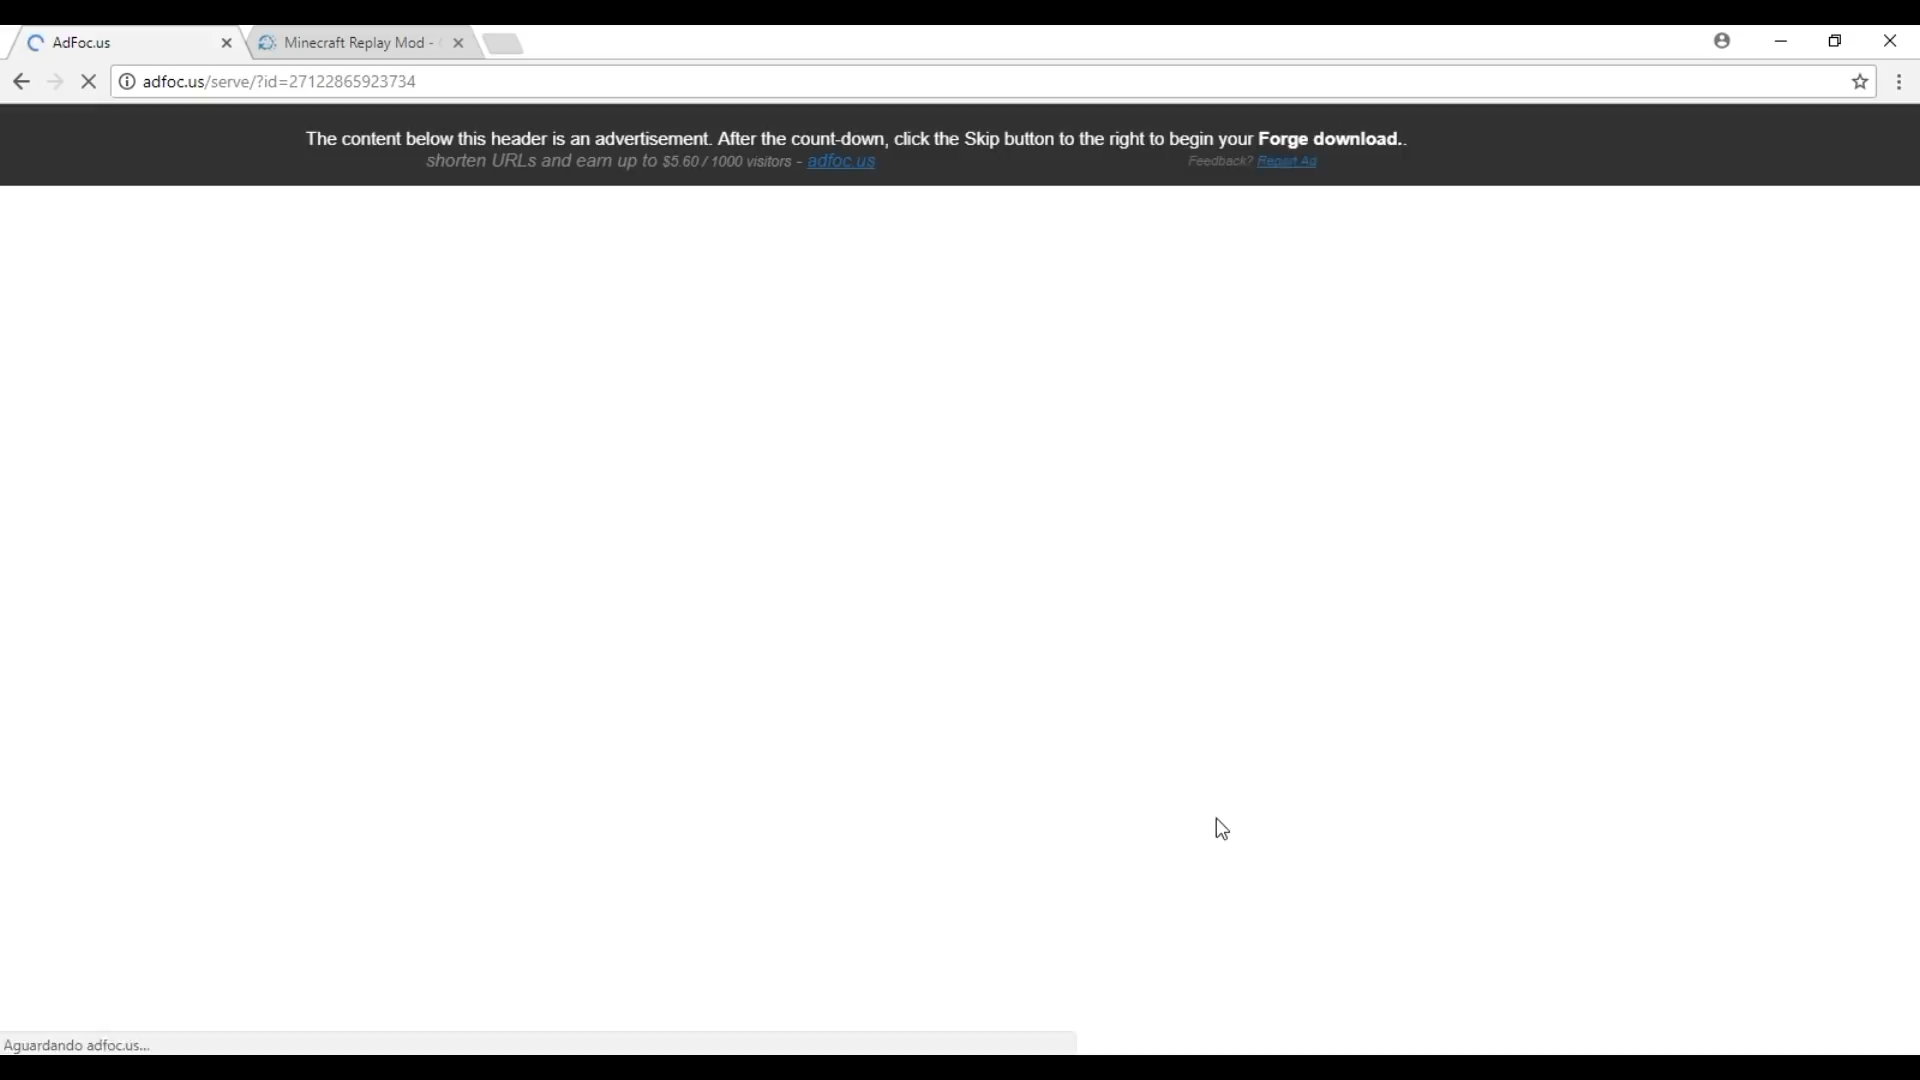 AdFoc.us
Minecraft Replay Mod -
adfoc.us/serve/?id=27122865923734
The content below this header is an advertisement. After the count-down, click the Skip button to the right to begin your Forge download..
shorten URLs and earn up to $5.60 / 1000 visitors - adfoc.us
Feedback? Report Ad
Aguardando adfoc.us...